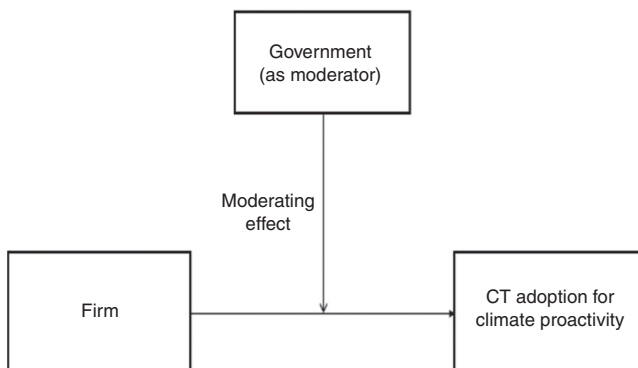 Government
(as moderator)
Moderating
effect
Firm
CT adoption for
climate proactivity